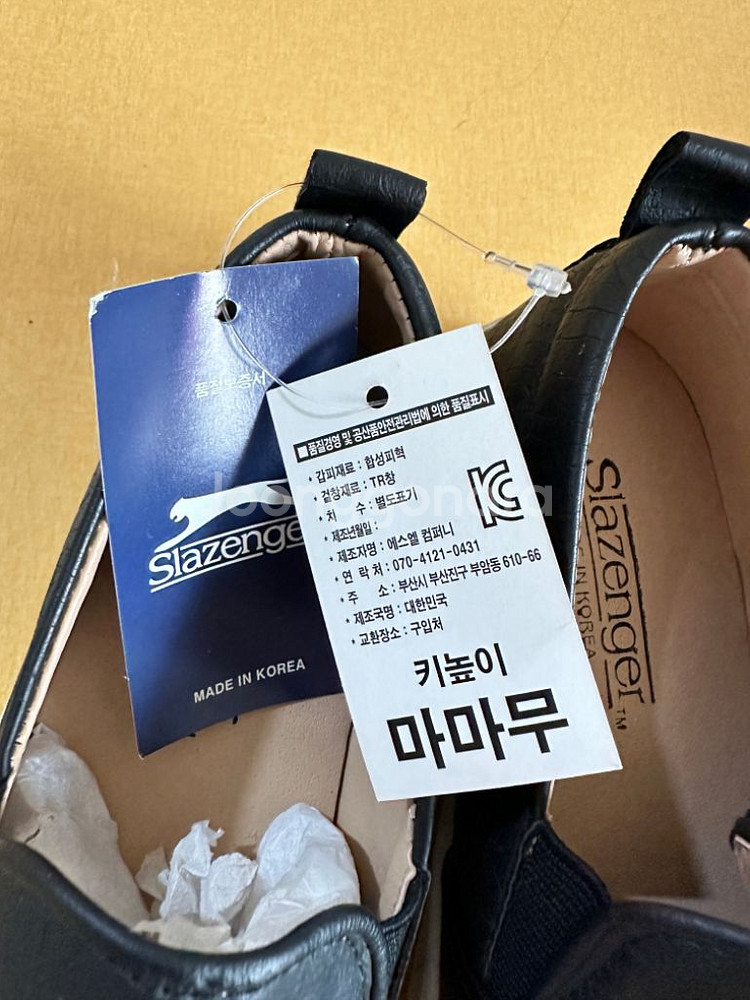 품질보증서
Slazenger
MADE IN KOREA
■품질경영 및 공산품안전관리법에 의한 품질표시
• 갑피재료 : 합성피혁
• 겉창재료 : TR창
• 치 수 : 별도표기
• 제조년월일 :
• 제조자명 : 에스엘 컴퍼니
• 연 락 처 : 070-4121-0431
• 주 소 : 부산시 부산진구 부암동 610-66
• 제조국명 : 대한민국
• 교환장소 : 구입처
키높이
마마무
Slazenger
MADE IN KOREA
TM